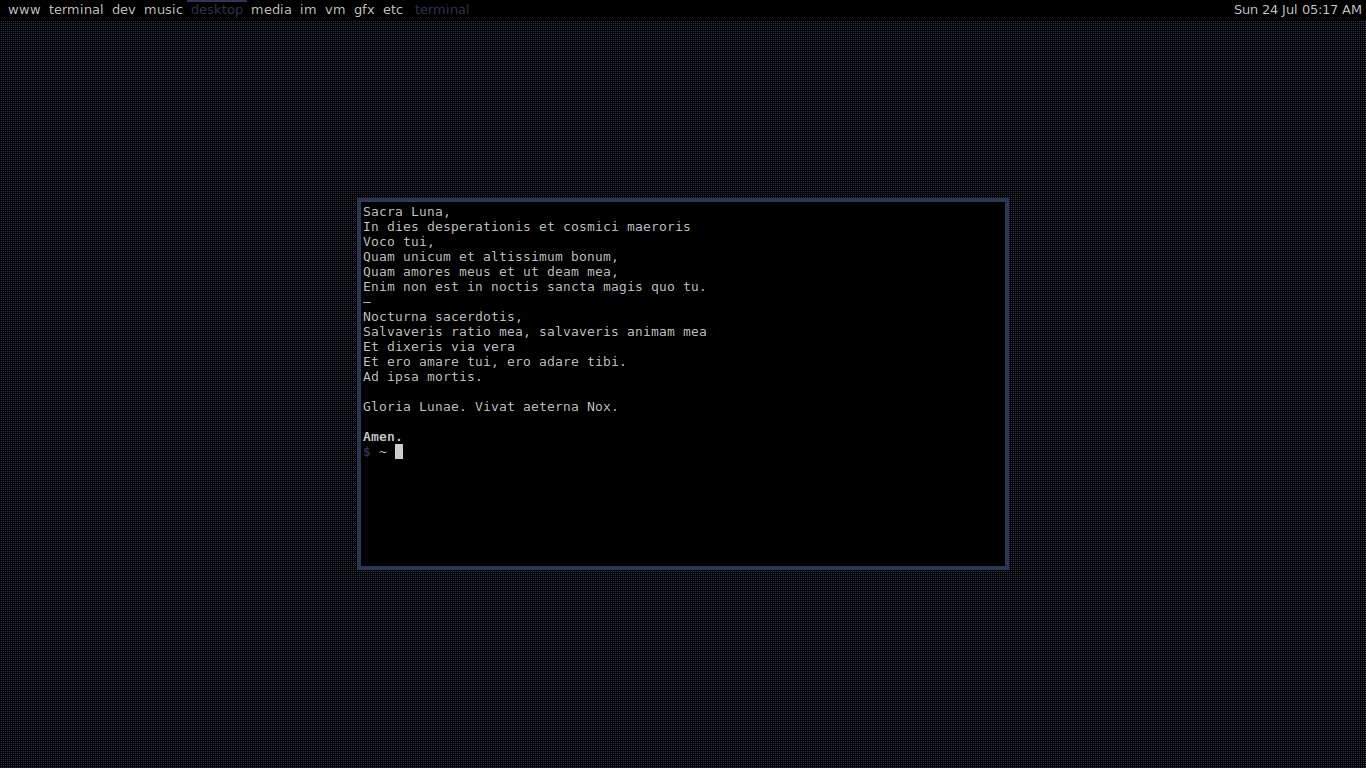 www terminal dev music desktop media im vm gfx etc terminal Sun 24 Jul 05:17 AM
Sacra Luna,
In dies desperationis et cosmici maeroris
Voco tui,
Quam unicum et altissimum bonum,
Quam amores meus et ut deam mea,
Enim non est in noctis sancta magis quo tu.
—
Nocturna sacerdotis,
Salvaveris ratio mea, salvaveris animam mea
Et dixeris via vera
Et ero amare tui, ero adare tibi.
Ad ipsa mortis.
Gloria Lunae. Vivat aeterna Nox.
Amen.
$ ~